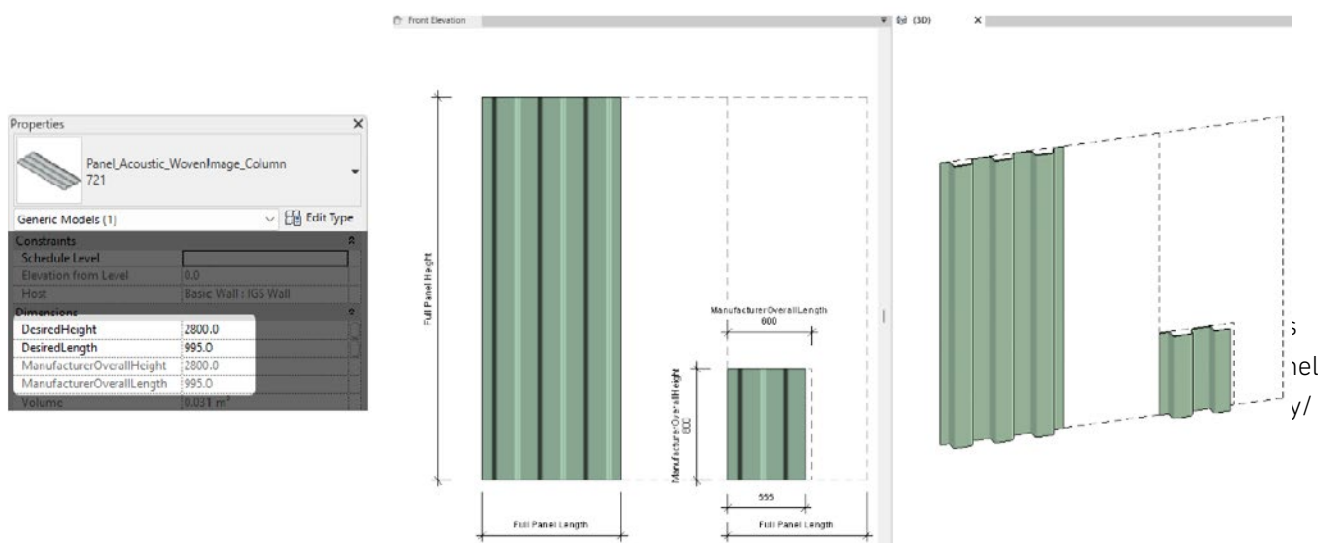 Front Elevation
(3D)
Properties
Panel_Acoustic_WovenImage_Column
721
Generic Models (1)
Edit Type
Constraints
Schedule Level
Elevation from Level 0.0
Host Basic Wall : IGS Wall
Dimensions
DesiredHeight 2800.0
DesiredLength 995.0
ManufacturerOverallHeight 2800.0
ManufacturerOverallLength 995.0
Volume 0.031 m³
Full Panel Height
Full Panel Length
ManufacturerOverallLength
600
ManufacturerOverallHeight
600
555
Full Panel Length
s
nel
y/